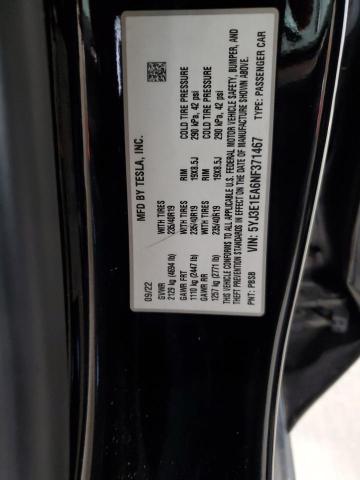 MFD BY TESLA, INC.
09/22
GVWR WITH TIRES RIM COLD TIRE PRESSURE
2129 kg (4694 lb) 235/40R19 19X8.5J 290 kPa, 42 psi
GAWR FRT
1110 kg (2447 lb)
GAWR RR WITH TIRES RIM COLD TIRE PRESSURE
1257 kg (2771 lb) 235/40R19 19X8.5J 290 kPa, 42 psi
THIS VEHICLE CONFORMS TO ALL APPLICABLE U.S. FEDERAL MOTOR VEHICLE SAFETY, BUMPER, AND
THEFT PREVENTION STANDARDS IN EFFECT ON THE DATE OF MANUFACTURE SHOWN ABOVE.
VIN: 5YJ3E1EA6NF371467 TYPE: PASSENGER CAR
PNT: PBSB